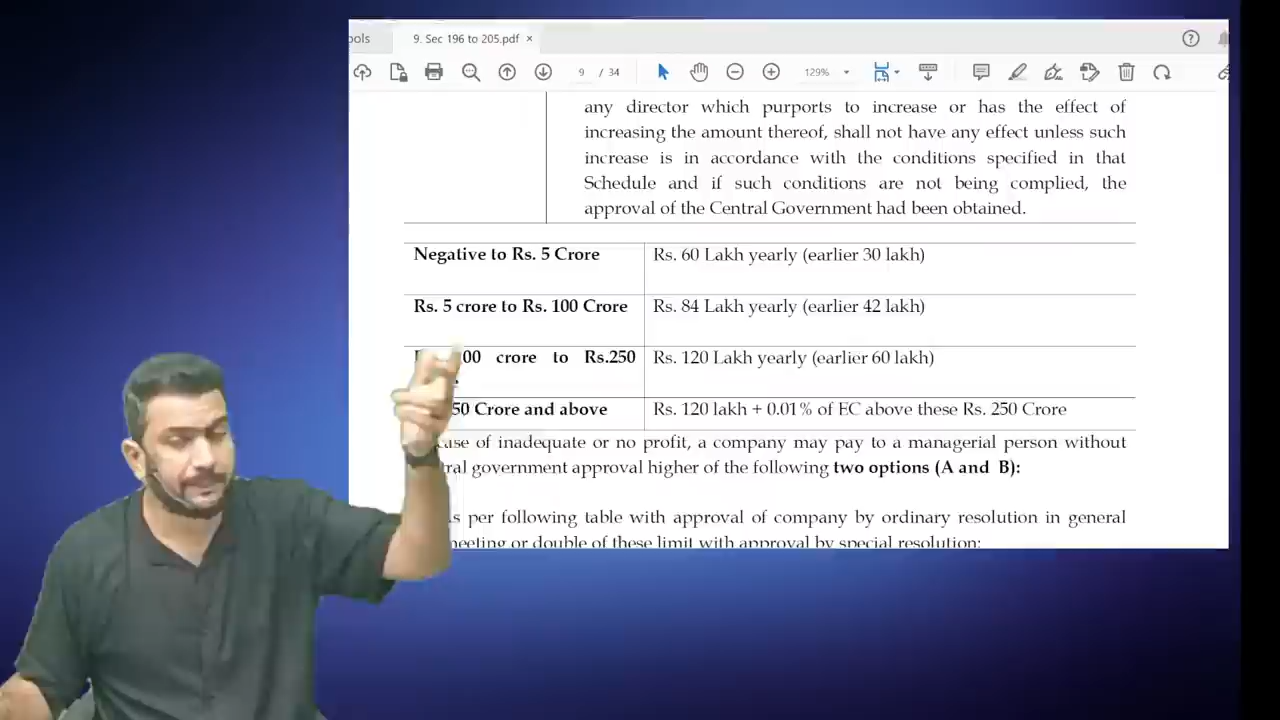 ools
9. Sec 196 to 205.pdf ×
9 / 34
129%
any director which purports to increase or has the effect of
increasing the amount thereof, shall not have any effect unless such
increase is in accordance with the conditions specified in that
Schedule and if such conditions are not being complied, the
approval of the Central Government had been obtained.
Negative to Rs. 5 Crore Rs. 60 Lakh yearly (earlier 30 lakh)
Rs. 5 crore to Rs. 100 Crore Rs. 84 Lakh yearly (earlier 42 lakh)
00 crore to Rs.250 Rs. 120 Lakh yearly (earlier 60 lakh)
50 Crore and above Rs. 120 lakh + 0.01% of EC above these Rs. 250 Crore
case of inadequate or no profit, a company may pay to a managerial person without
ral government approval higher of the following two options (A and B):
As per following table with approval of company by ordinary resolution in general
meeting or double of these limit with approval by special resolution: